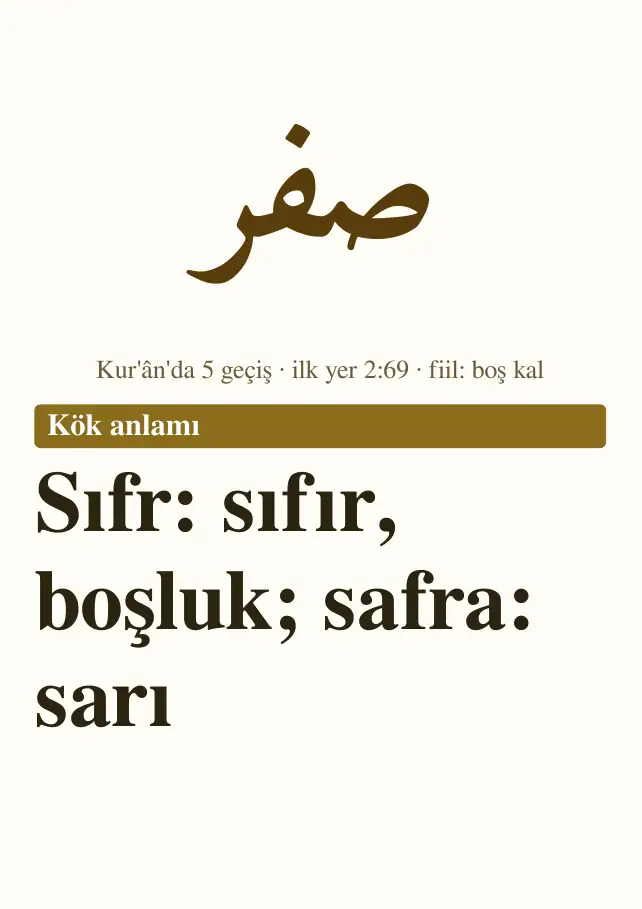 صفر
Kur'ân'da 5 geçiş · ilk yer 2:69 · fiil: boş kal
Kök anlamı
Sıfr: sıfır,
boşluk; safra:
sarı